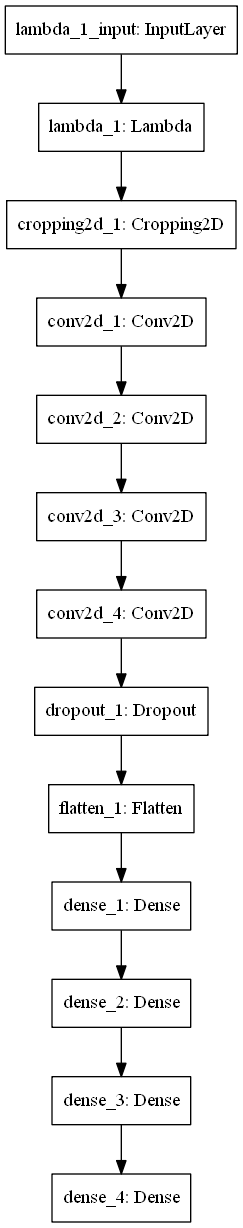 lambda_1_input: InputLayer
lambda_1: Lambda
cropping2d_1: Cropping2D
conv2d_1: Conv2D
conv2d_2: Conv2D
conv2d_3: Conv2D
conv2d_4: Conv2D
dropout_1: Dropout
flatten_1: Flatten
dense_1: Dense
dense_2: Dense
dense_3: Dense
dense_4: Dense